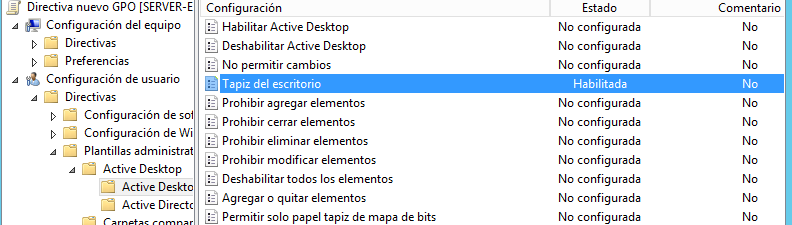 Directiva nuevo GPO [SERVER-E
Configuración del equipo
Directivas
Preferencias
Configuración de usuario
Directivas
Configuración de sof
Configuración de Wi
Plantillas administrat
Active Desktop
Active Deskto
Active Directo
Carpetas compa
Configuración Estado Comentario
Habilitar Active Desktop No configurada No
Deshabilitar Active Desktop No configurada No
No permitir cambios No configurada No
Tapiz del escritorio Habilitada No
Prohibir agregar elementos No configurada No
Prohibir cerrar elementos No configurada No
Prohibir eliminar elementos No configurada No
Prohibir modificar elementos No configurada No
Deshabilitar todos los elementos No configurada No
Agregar o quitar elementos No configurada No
Permitir solo papel tapiz de mapa de bits No configurada No